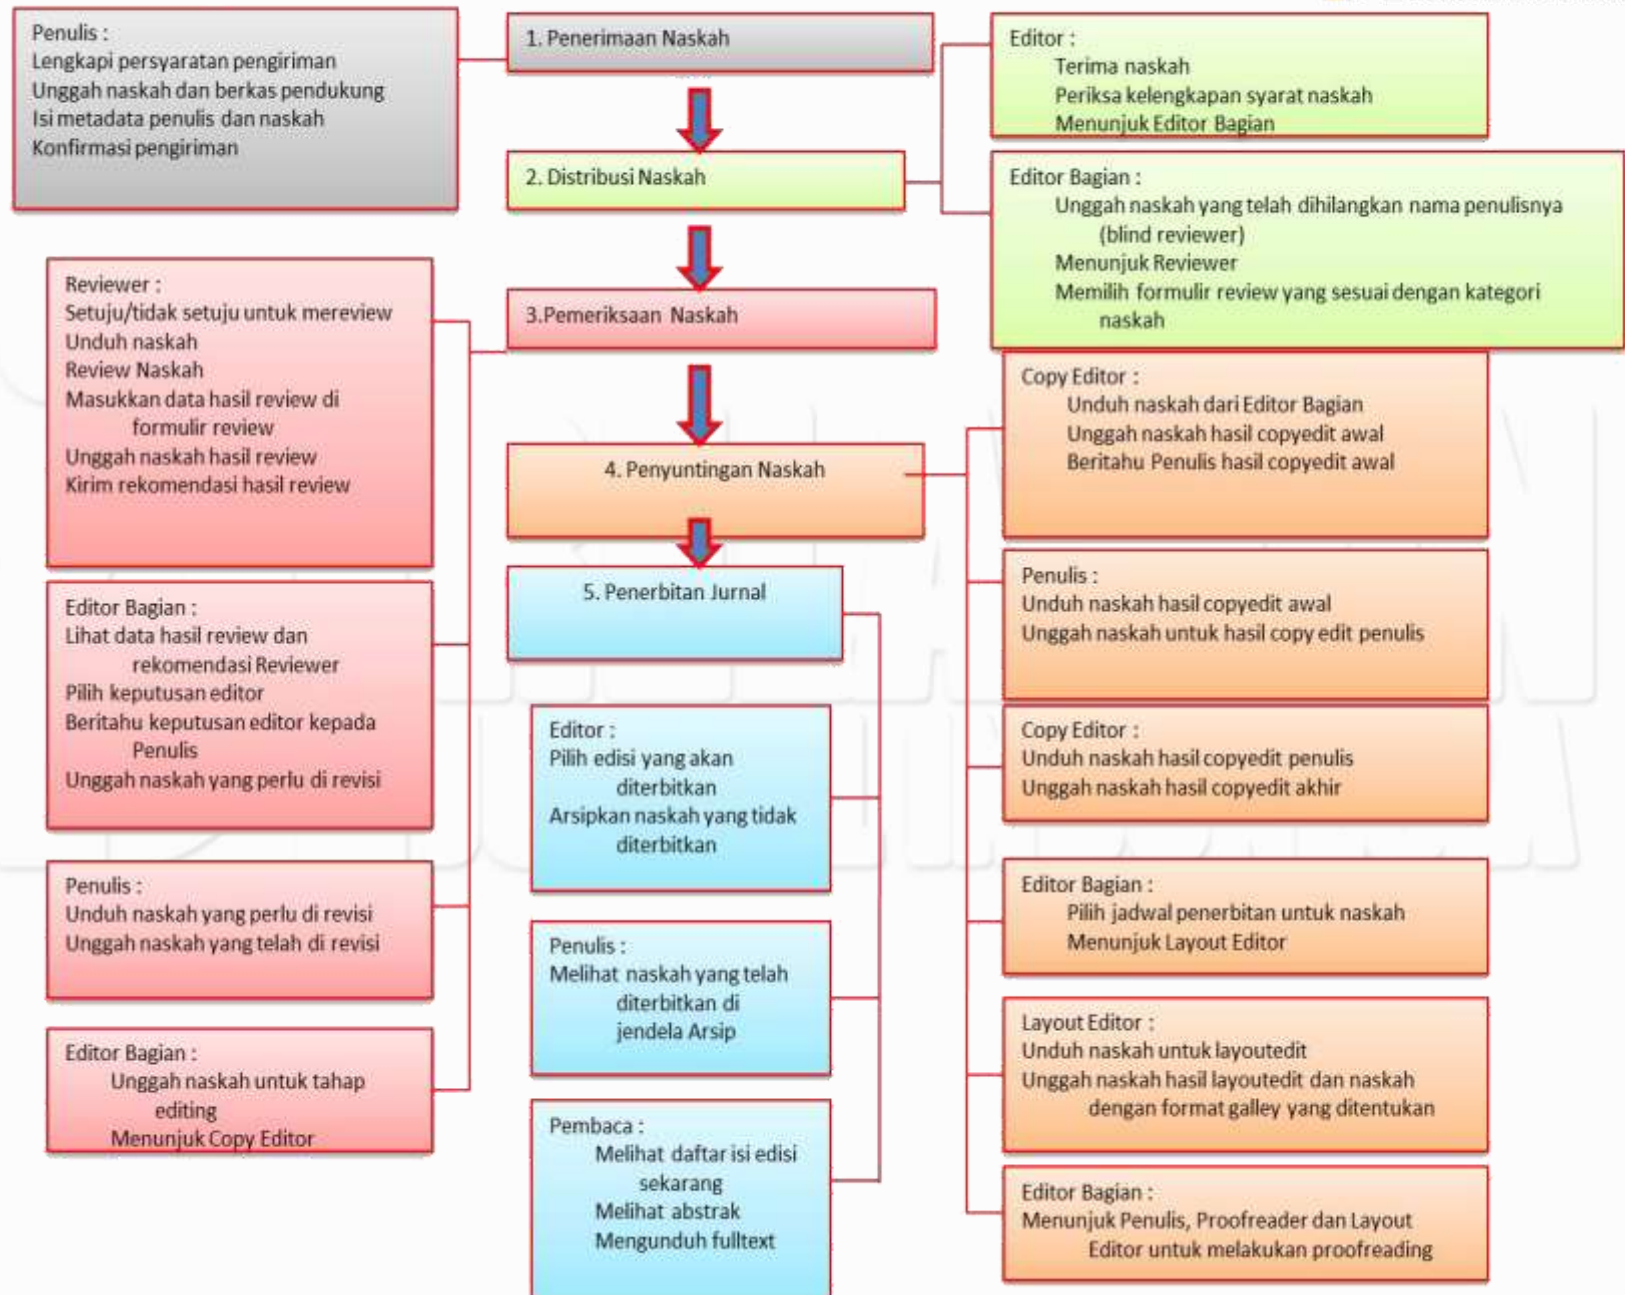 Penulis :
Lengkapi persyaratan pengiriman
Unggah naskah dan berkas pendukung
Isi metadata penulis dan naskah
Konfirmasi pengiriman
1. Penerimaan Naskah
Editor :
Terima naskah
Periksa kelengkapan syarat naskah
Menunjuk Editor Bagian
2. Distribusi Naskah
Editor Bagian :
Unggah naskah yang telah dihilangkan nama penulisnya
(blind reviewer)
Menunjuk Reviewer
Memilih formulir review yang sesuai dengan kategori
naskah
3.Pemeriksaan Naskah
Reviewer :
Setuju/tidak setuju untuk mereview
Unduh naskah
Review Naskah
Masukkan data hasil review di
formulir review
Unggah naskah hasil review
Kirim rekomendasi hasil review
Editor Bagian :
Lihat data hasil review dan
rekomendasi Reviewer
Pilih keputusan editor
Beritahu keputusan editor kepada
Penulis
Unggah naskah yang perlu di revisi
Penulis :
Unduh naskah yang perlu di revisi
Unggah naskah yang telah di revisi
Editor Bagian :
Unggah naskah untuk tahap
editing
Menunjuk Copy Editor
4. Penyuntingan Naskah
Copy Editor :
Unduh naskah dari Editor Bagian
Unggah naskah hasil copyedit awal
Beritahu Penulis hasil copyedit awal
Penulis :
Unduh naskah hasil copyedit awal
Unggah naskah untuk hasil copy edit penulis
Copy Editor :
Unduh naskah hasil copyedit penulis
Unggah naskah hasil copyedit akhir
Editor Bagian :
Pilih jadwal penerbitan untuk naskah
Menunjuk Layout Editor
Layout Editor :
Unduh naskah untuk layoutedit
Unggah naskah hasil layoutedit dan naskah
dengan format galley yang ditentukan
Editor Bagian :
Menunjuk Penulis, Proofreader dan Layout
Editor untuk melakukan proofreading
5. Penerbitan Jurnal
Editor :
Pilih edisi yang akan
diterbitkan
Arsipkan naskah yang tidak
diterbitkan
Penulis :
Melihat naskah yang telah
diterbitkan di
jendela Arsip
Pembaca :
Melihat daftar isi edisi
sekarang
Melihat abstrak
Mengunduh fulltext